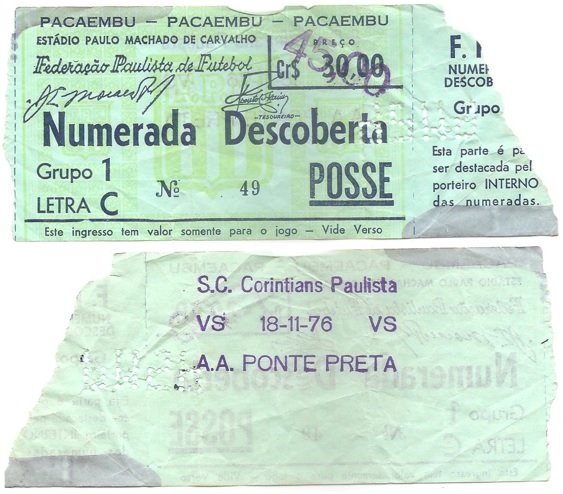 PACAEMBU - PACAEMBU - PACAEMBU
ESTÁDIO PAULO MACHADO DE CARVALHO
Federação Paulista de Futebol
PREÇO
Cr$ 30,00
TESOUREIRO
Numerada Descoberta
Grupo 1
LETRA C
Nº 49
POSSE
Este ingresso tem valor somente para o jogo - Vide Verso
F.
NUME
DESCOB
Grupo
Esta parte é pa
ser destacada pel
porteiro INTERNO
das numeradas.
S.C. Corintians Paulista
VS 18-11-76 VS
A.A. PONTE PRETA